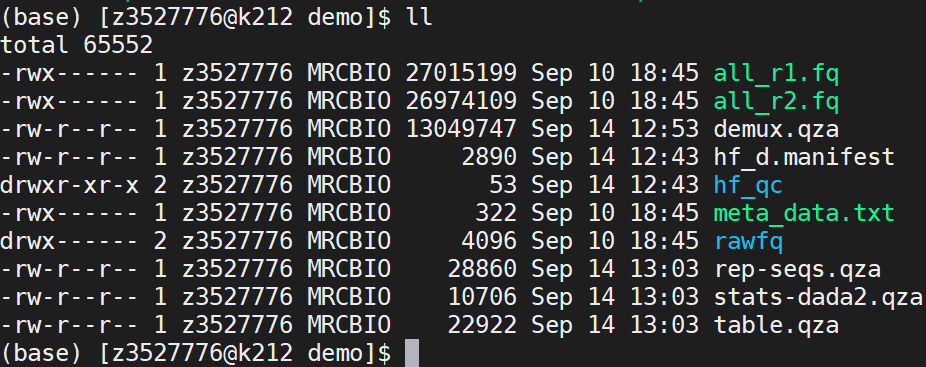 (base) [z3527776@k212 demo]$ ll
total 65552
-rwx------ 1 z3527776 MRCBIO 27015199 Sep 10 18:45 all_r1.fq
-rwx------ 1 z3527776 MRCBIO 26974109 Sep 10 18:45 all_r2.fq
-rw-r--r-- 1 z3527776 MRCBIO 13049747 Sep 14 12:53 demux.qza
-rw-r--r-- 1 z3527776 MRCBIO     2890 Sep 14 12:43 hf_d.manifest
drwxr-xr-x 2 z3527776 MRCBIO       53 Sep 14 12:43 hf_qc
-rwx------ 1 z3527776 MRCBIO      322 Sep 10 18:45 meta_data.txt
drwx------ 2 z3527776 MRCBIO     4096 Sep 10 18:45 rawfq
-rw-r--r-- 1 z3527776 MRCBIO    28860 Sep 14 13:03 rep-seqs.qza
-rw-r--r-- 1 z3527776 MRCBIO    10706 Sep 14 13:03 stats-dada2.qza
-rw-r--r-- 1 z3527776 MRCBIO    22922 Sep 14 13:03 table.qza
(base) [z3527776@k212 demo]$